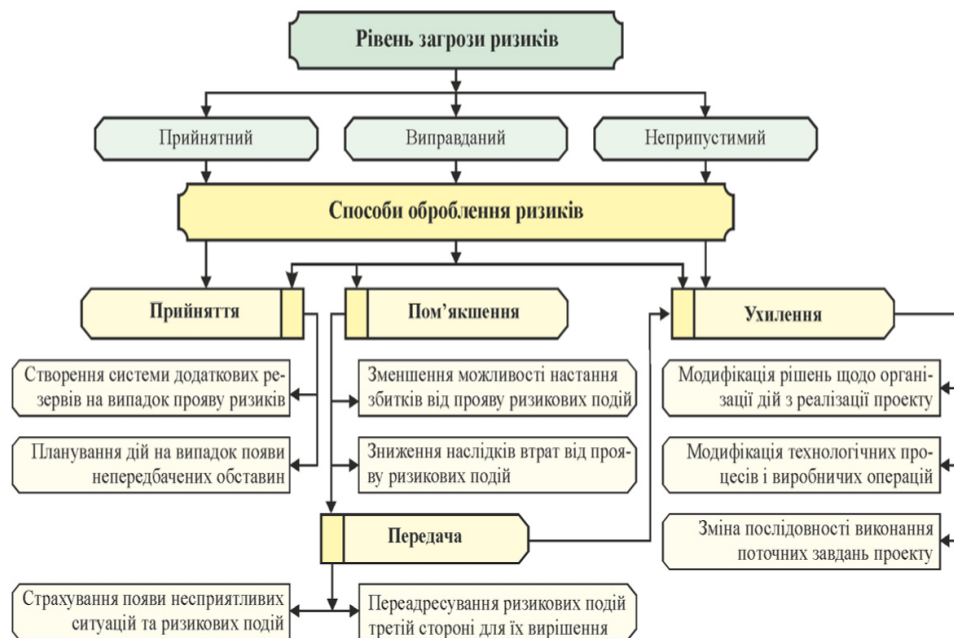 Рівень загрози ризиків
Прийнятний
Виправданий
Неприпустимий
Способи оброблення ризиків
Прийняття
Пом’якшення
Ухилення
Створення системи додаткових ре-
зервів на випадок прояву ризиків
Зменшення можливості настання
збитків від прояву ризикових подій
Модифікація рішень щодо органі-
зації дій з реалізації проекту
Планування дій на випадок появи
непередбачених обставин
Зниження наслідків втрат від проя-
ву ризикових подій
Модифікація технологічних про-
цесів і виробничих операцій
Передача
Зміна послідовності виконання
поточних завдань проекту
Страхування появи несприятливих
ситуацій та ризикових подій
Переадресування ризикових подій
третій стороні для їх вирішення